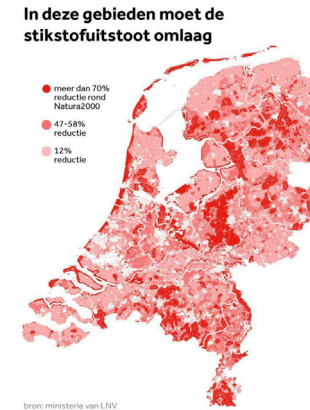 In deze gebieden moet de
stikstofuitstoot omlaag
meer dan 70%
reductie rond
Natura2000
47-58%
reductie
12%
reductie
bron: ministerie van LNV